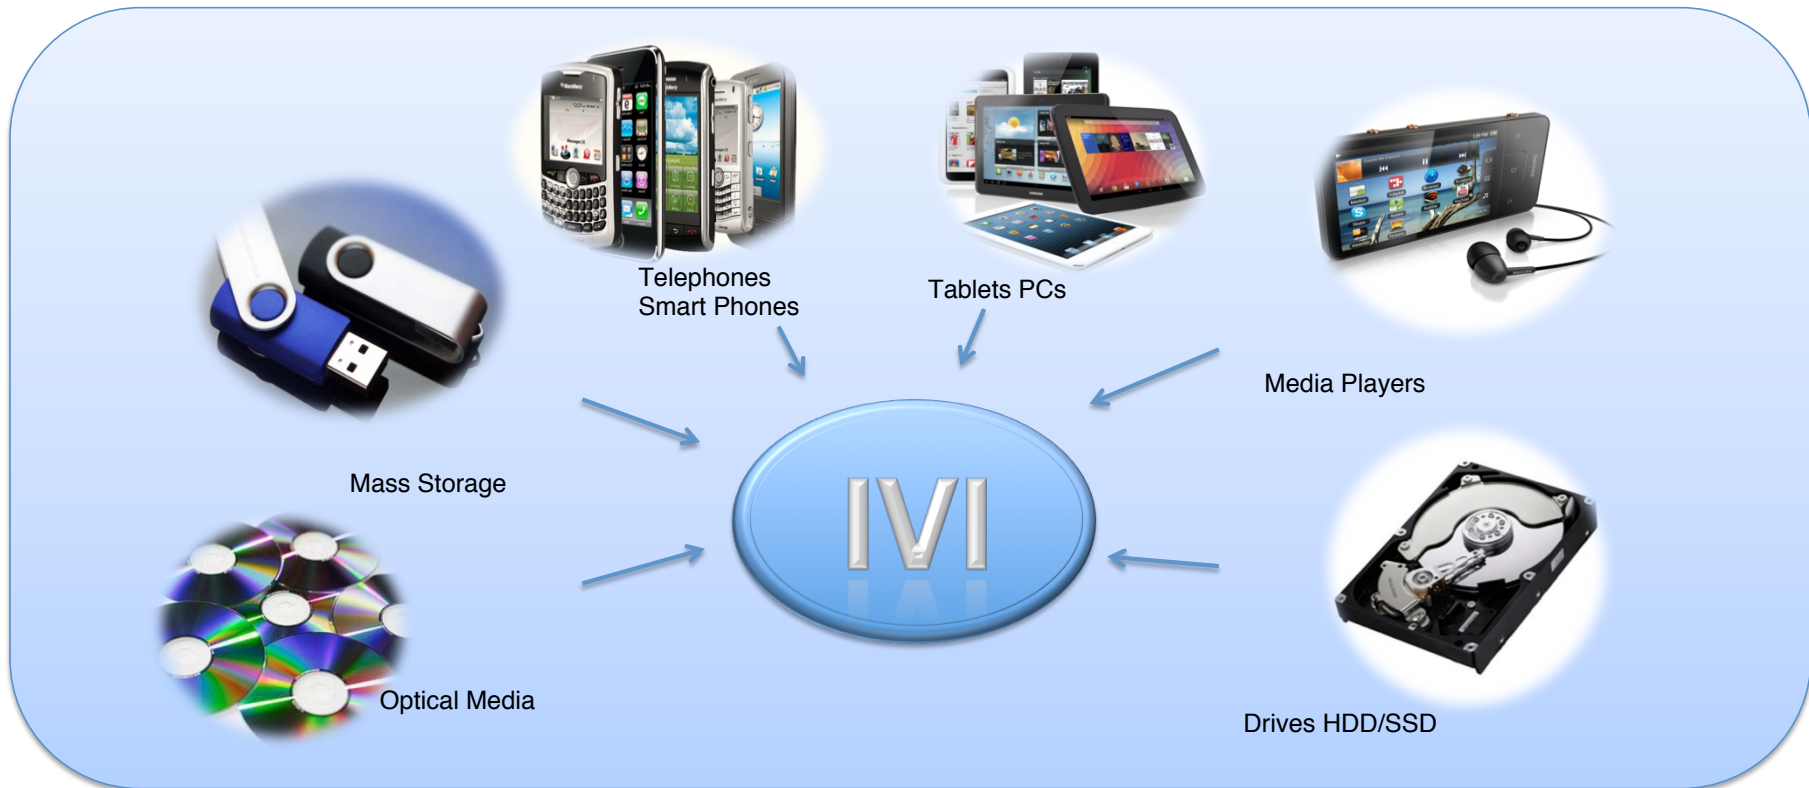 Telephones
Smart Phones
Tablets PCs
Media Players
Mass Storage
IVI
Optical Media
Drives HDD/SSD